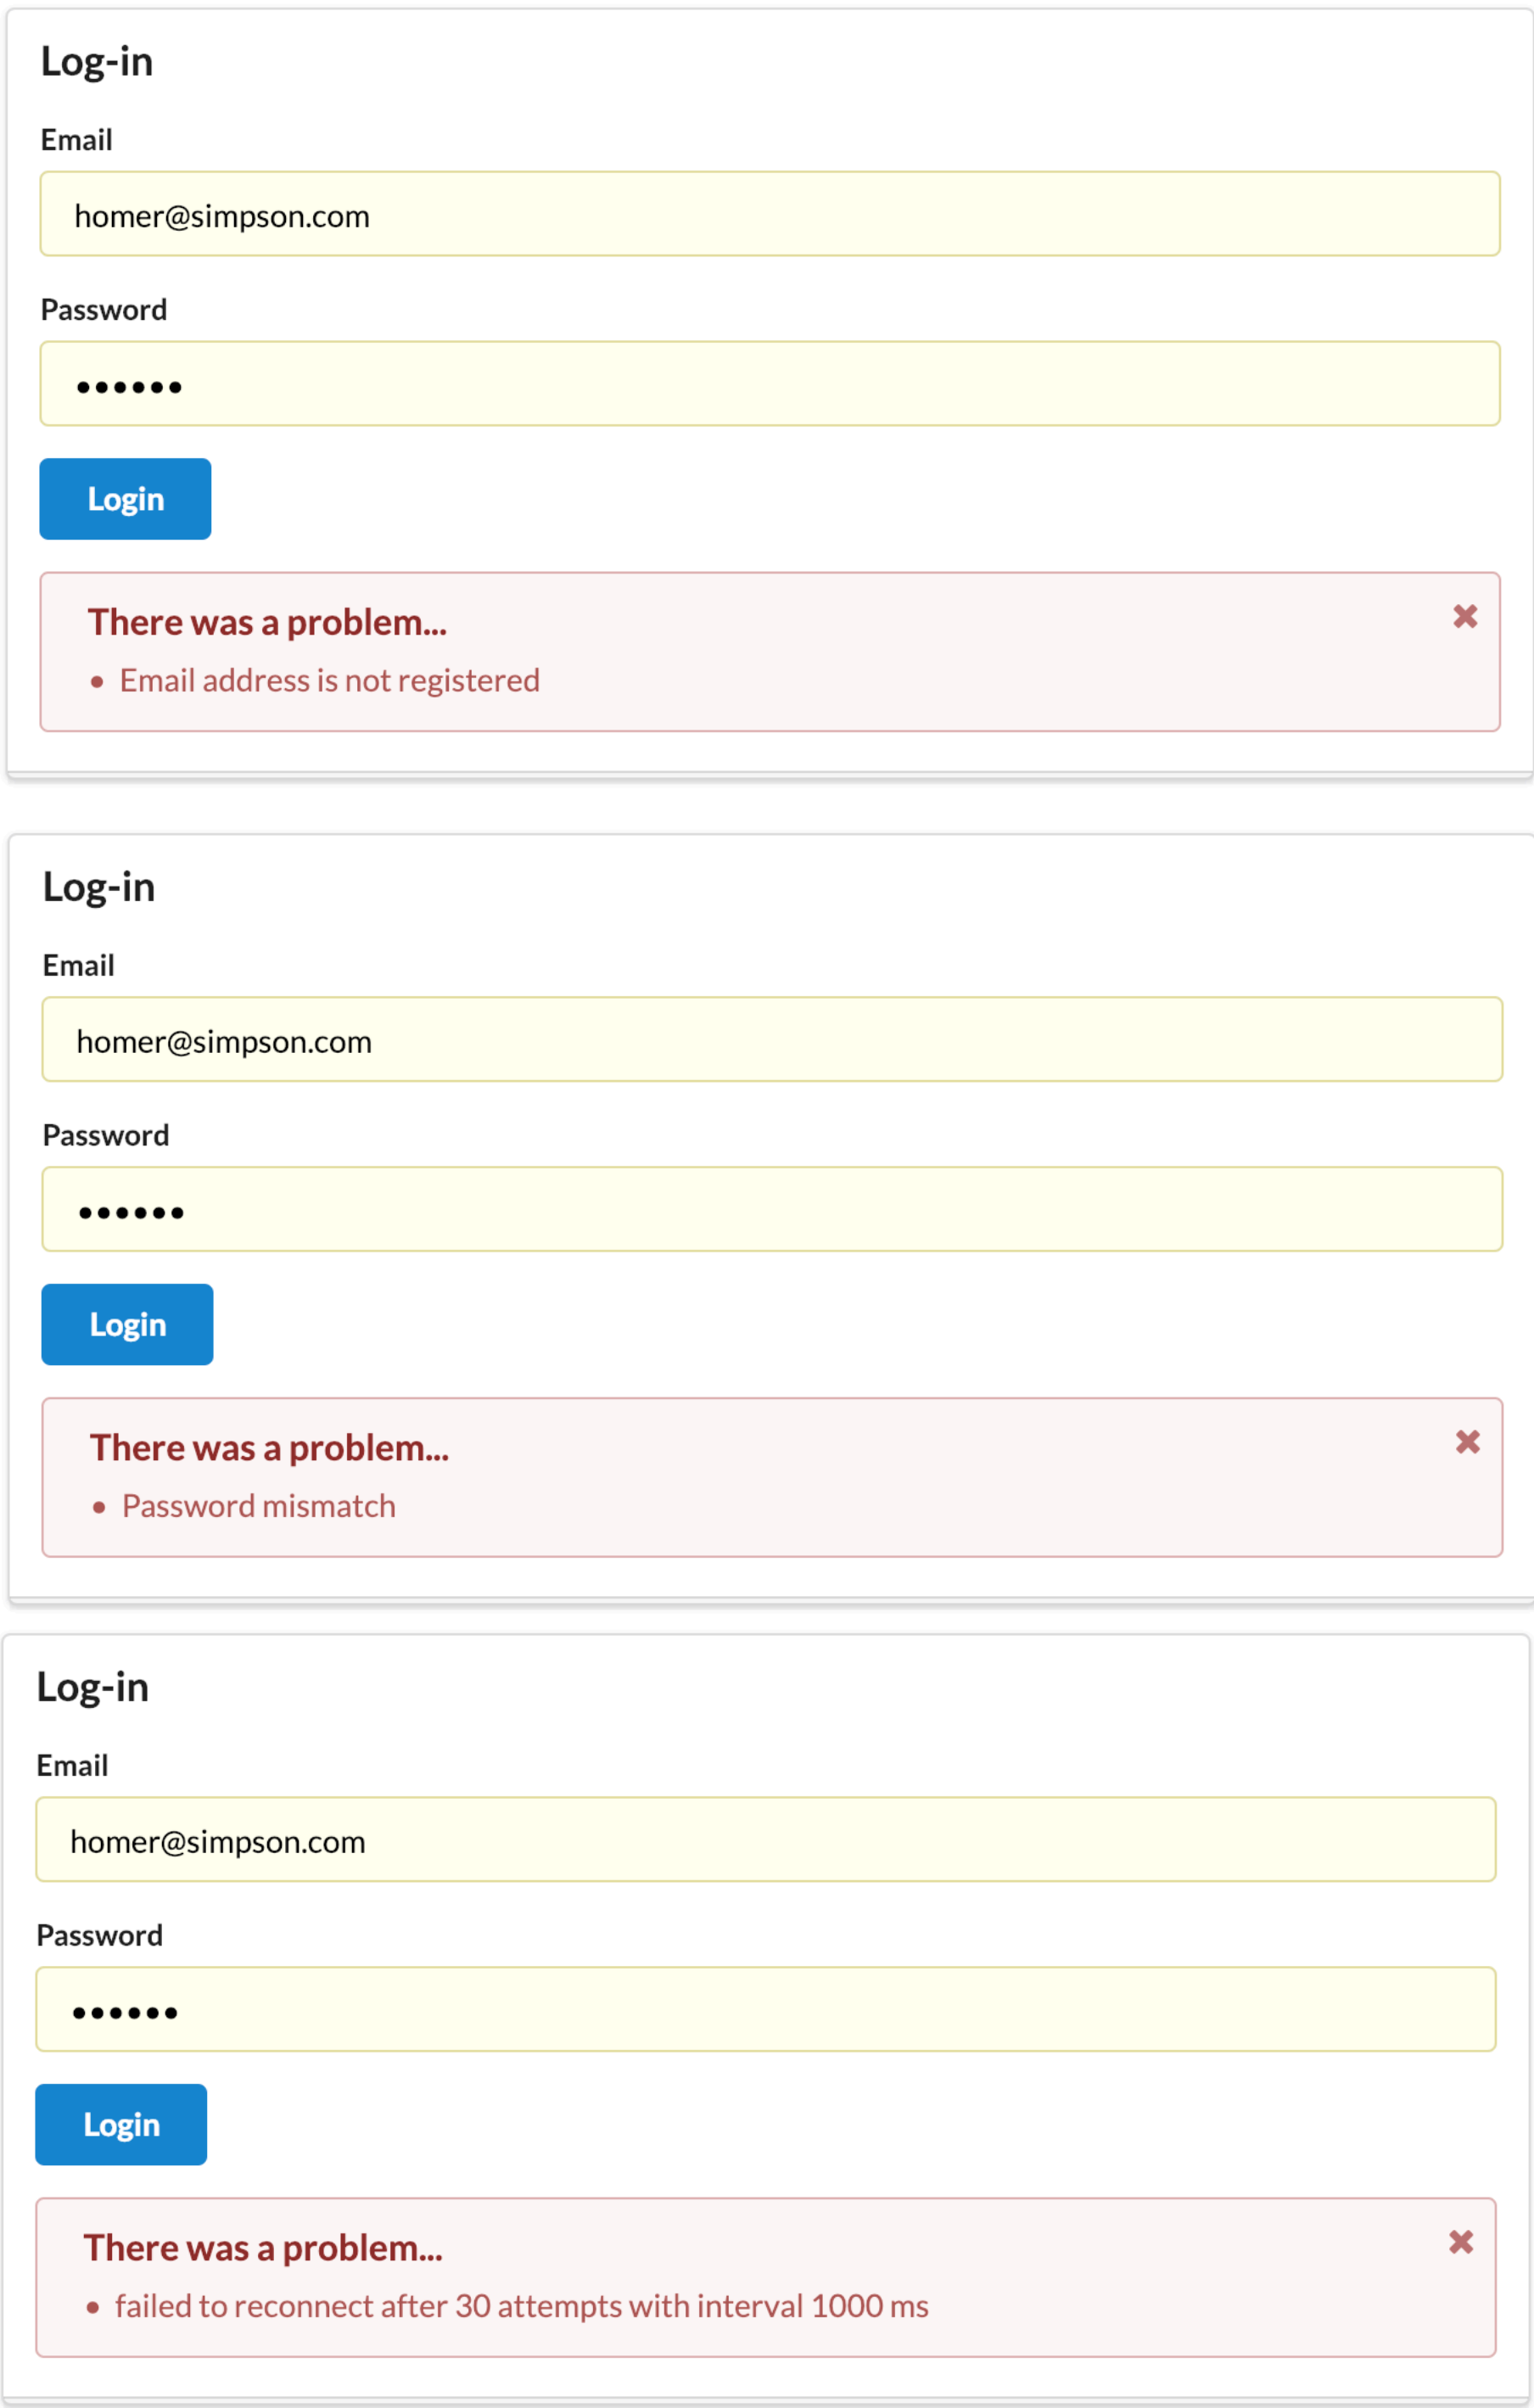 Log-in
Email
homer@simpson.com
Password
••••••
Login
There was a problem...
• Email address is not registered
Log-in
Email
homer@simpson.com
Password
••••••
Login
There was a problem...
• Password mismatch
Log-in
Email
homer@simpson.com
Password
••••••
Login
There was a problem...
• failed to reconnect after 30 attempts with interval 1000 ms